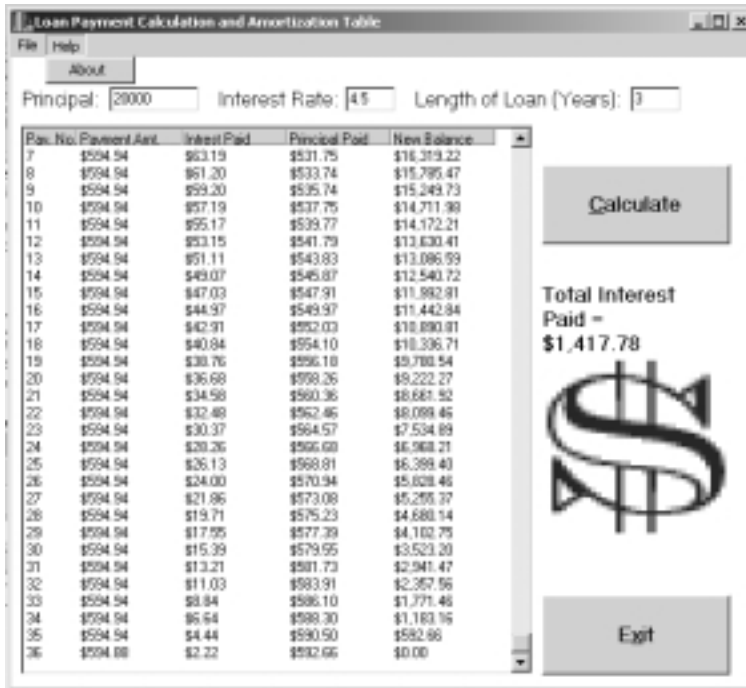 Loan Payment Calculation and Amortization Table
File Help
About
Principal: 20000 Interest Rate: 4.5 Length of Loan (Years): 3
Pay. No. Payment Amt. Intrest Paid Principal Paid New Balance
7 $594.94 $63.19 $531.75 $16,319.22
8 $594.94 $61.20 $533.74 $15,785.47
9 $594.94 $59.20 $535.74 $15,249.73
10 $594.94 $57.19 $537.75 $14,711.98
11 $594.94 $55.17 $539.77 $14,172.21
12 $594.94 $53.15 $541.79 $13,630.41
13 $594.94 $51.11 $543.83 $13,086.59
14 $594.94 $49.07 $545.87 $12,540.72
15 $594.94 $47.03 $547.91 $11,992.81
16 $594.94 $44.97 $549.97 $11,442.84
17 $594.94 $42.91 $552.03 $10,890.81
18 $594.94 $40.84 $554.10 $10,336.71
19 $594.94 $38.76 $556.18 $9,780.54
20 $594.94 $36.68 $558.26 $9,222.27
21 $594.94 $34.58 $560.36 $8,661.92
22 $594.94 $32.48 $562.46 $8,099.46
23 $594.94 $30.37 $564.57 $7,534.89
24 $594.94 $28.26 $566.68 $6,968.21
25 $594.94 $26.13 $568.81 $6,399.40
26 $594.94 $24.00 $570.94 $5,828.46
27 $594.94 $21.86 $573.08 $5,255.37
28 $594.94 $19.71 $575.23 $4,680.14
29 $594.94 $17.55 $577.39 $4,102.75
30 $594.94 $15.39 $579.55 $3,523.20
31 $594.94 $13.21 $581.73 $2,941.47
32 $594.94 $11.03 $583.91 $2,357.56
33 $594.94 $8.84 $586.10 $1,771.46
34 $594.94 $6.64 $588.30 $1,183.16
35 $594.94 $4.44 $590.50 $592.66
36 $594.88 $2.22 $592.66 $0.00
Calculate
Total Interest
Paid =
$1,417.78
Exit